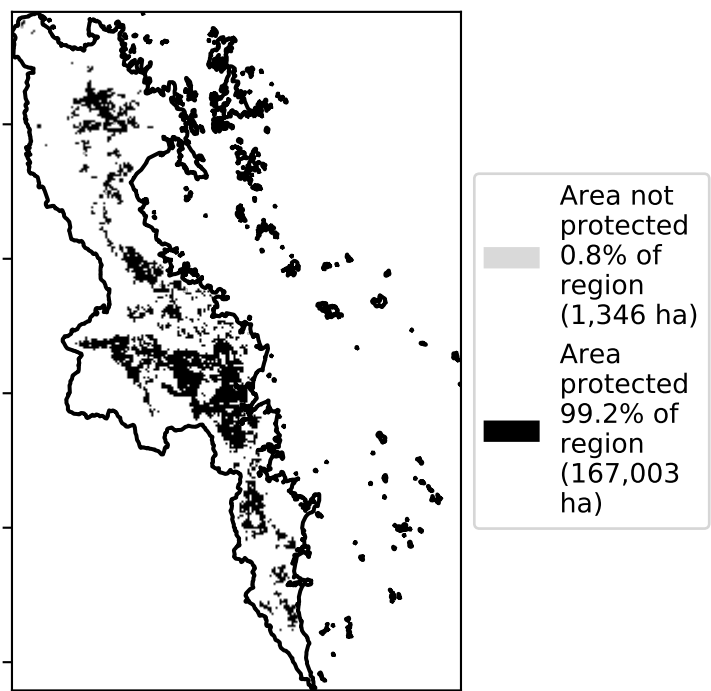 Area not
protected
0.8% of
region
(1,346 ha)
Area
protected
99.2% of
region
(167,003
ha)